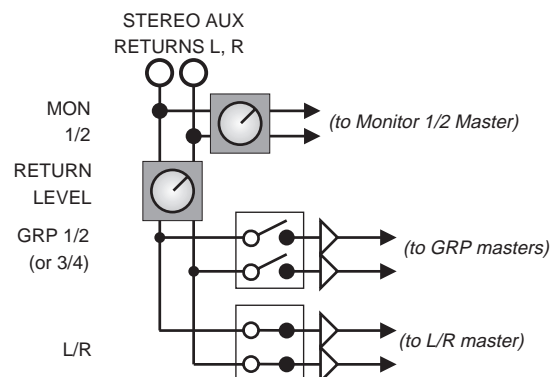 STEREO AUX
RETURNS L, R
MON
1/2
(to Monitor 1/2 Master)
RETURN
LEVEL
GRP 1/2
(or 3/4)
(to GRP masters)
L/R
(to L/R master)